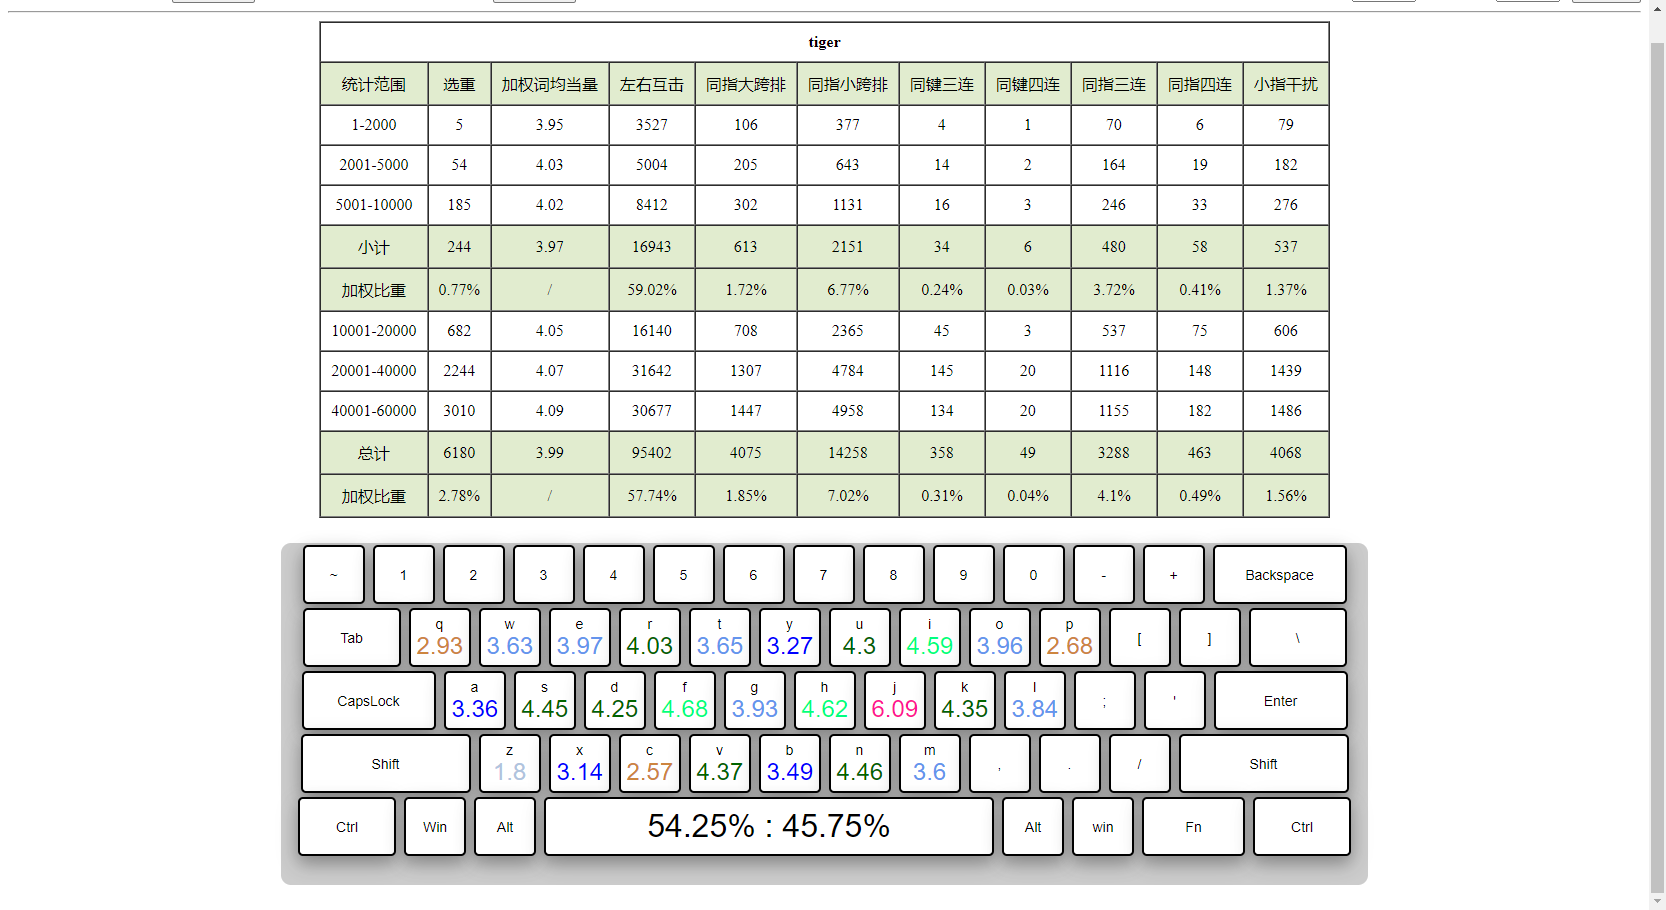 tiger
统计范围 选重 加权词均当量 左右互击 同指大跨排 同指小跨排 同键三连 同键四连 同指三连 同指四连 小指干扰
1-2000 5 3.95 3527 106 377 4 1 70 6 79
2001-5000 54 4.03 5004 205 643 14 2 164 19 182
5001-10000 185 4.02 8412 302 1131 16 3 246 33 276
小计 244 3.97 16943 613 2151 34 6 480 58 537
加权比重 0.77% / 59.02% 1.72% 6.77% 0.24% 0.03% 3.72% 0.41% 1.37%
10001-20000 682 4.05 16140 708 2365 45 3 537 75 606
20001-40000 2244 4.07 31642 1307 4784 145 20 1116 148 1439
40001-60000 3010 4.09 30677 1447 4958 134 20 1155 182 1486
总计 6180 3.99 95402 4075 14258 358 49 3288 463 4068
加权比重 2.78% / 57.74% 1.85% 7.02% 0.31% 0.04% 4.1% 0.49% 1.56%
~ 1 2 3 4 5 6 7 8 9 0 - + Backspace
Tab q w e r t y u i o p [ ] \
2.93 3.63 3.97 4.03 3.65 3.27 4.3 4.59 3.96 2.68
CapsLock a s d f g h j k l ; ' Enter
3.36 4.45 4.25 4.68 3.93 4.62 6.09 4.35 3.84
Shift z x c v b n m , . / Shift
1.8 3.14 2.57 4.37 3.49 4.46 3.6
Ctrl Win Alt 54.25% : 45.75% Alt win Fn Ctrl